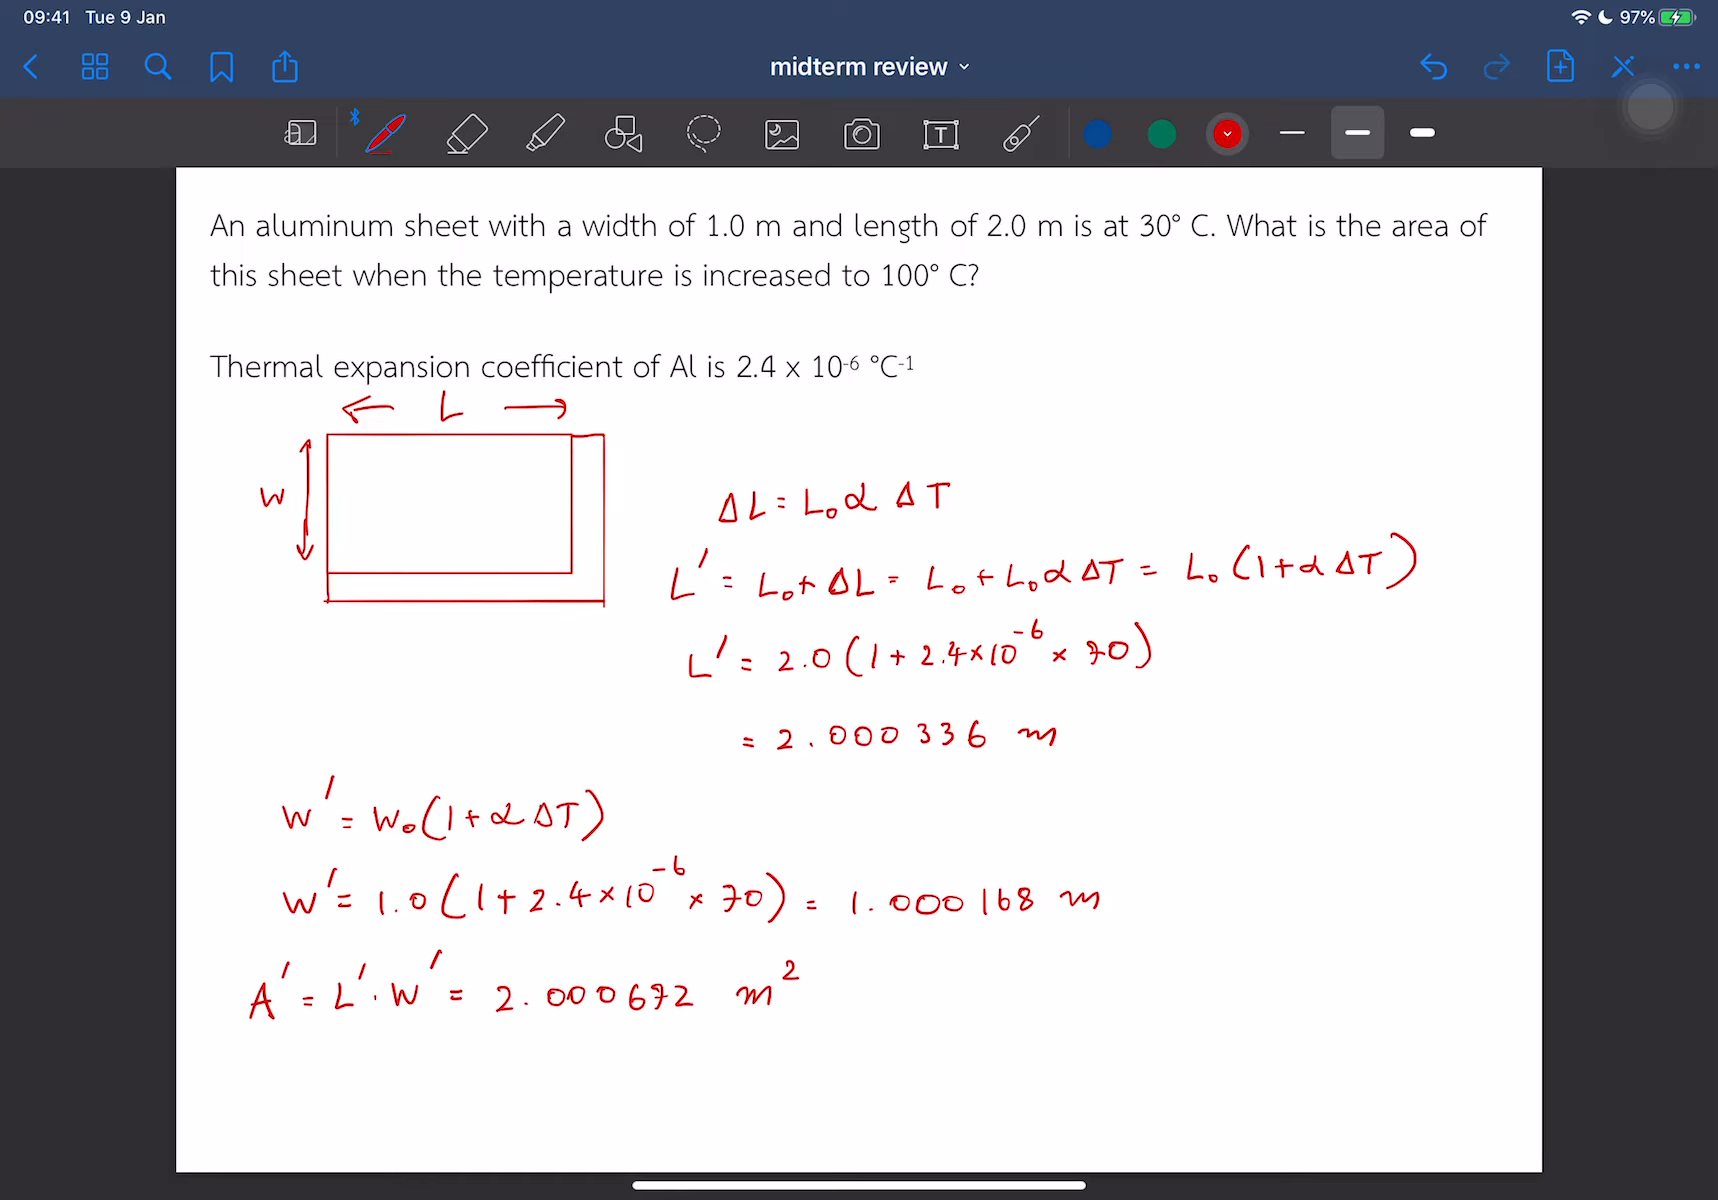 09:41 Tue 9 Jan
97%
midterm review
An aluminum sheet with a width of 1.0 m and length of 2.0 m is at 30° C. What is the area of
this sheet when the temperature is increased to 100° C?
Thermal expansion coefficient of Al is 2.4 x 10⁻⁶ °C⁻¹
← L →
W
ΔL = L₀α ΔT
L' = L₀ + ΔL = L₀ + L₀α ΔT = L₀ (1+α ΔT)
L' = 2.0 (1 + 2.4×10⁻⁶ × 70)
= 2.000336 m
W' = W₀(1+α ΔT)
W' = 1.0 (1 + 2.4×10⁻⁶ × 70) = 1.000168 m
A' = L'. W' = 2.000672 m²